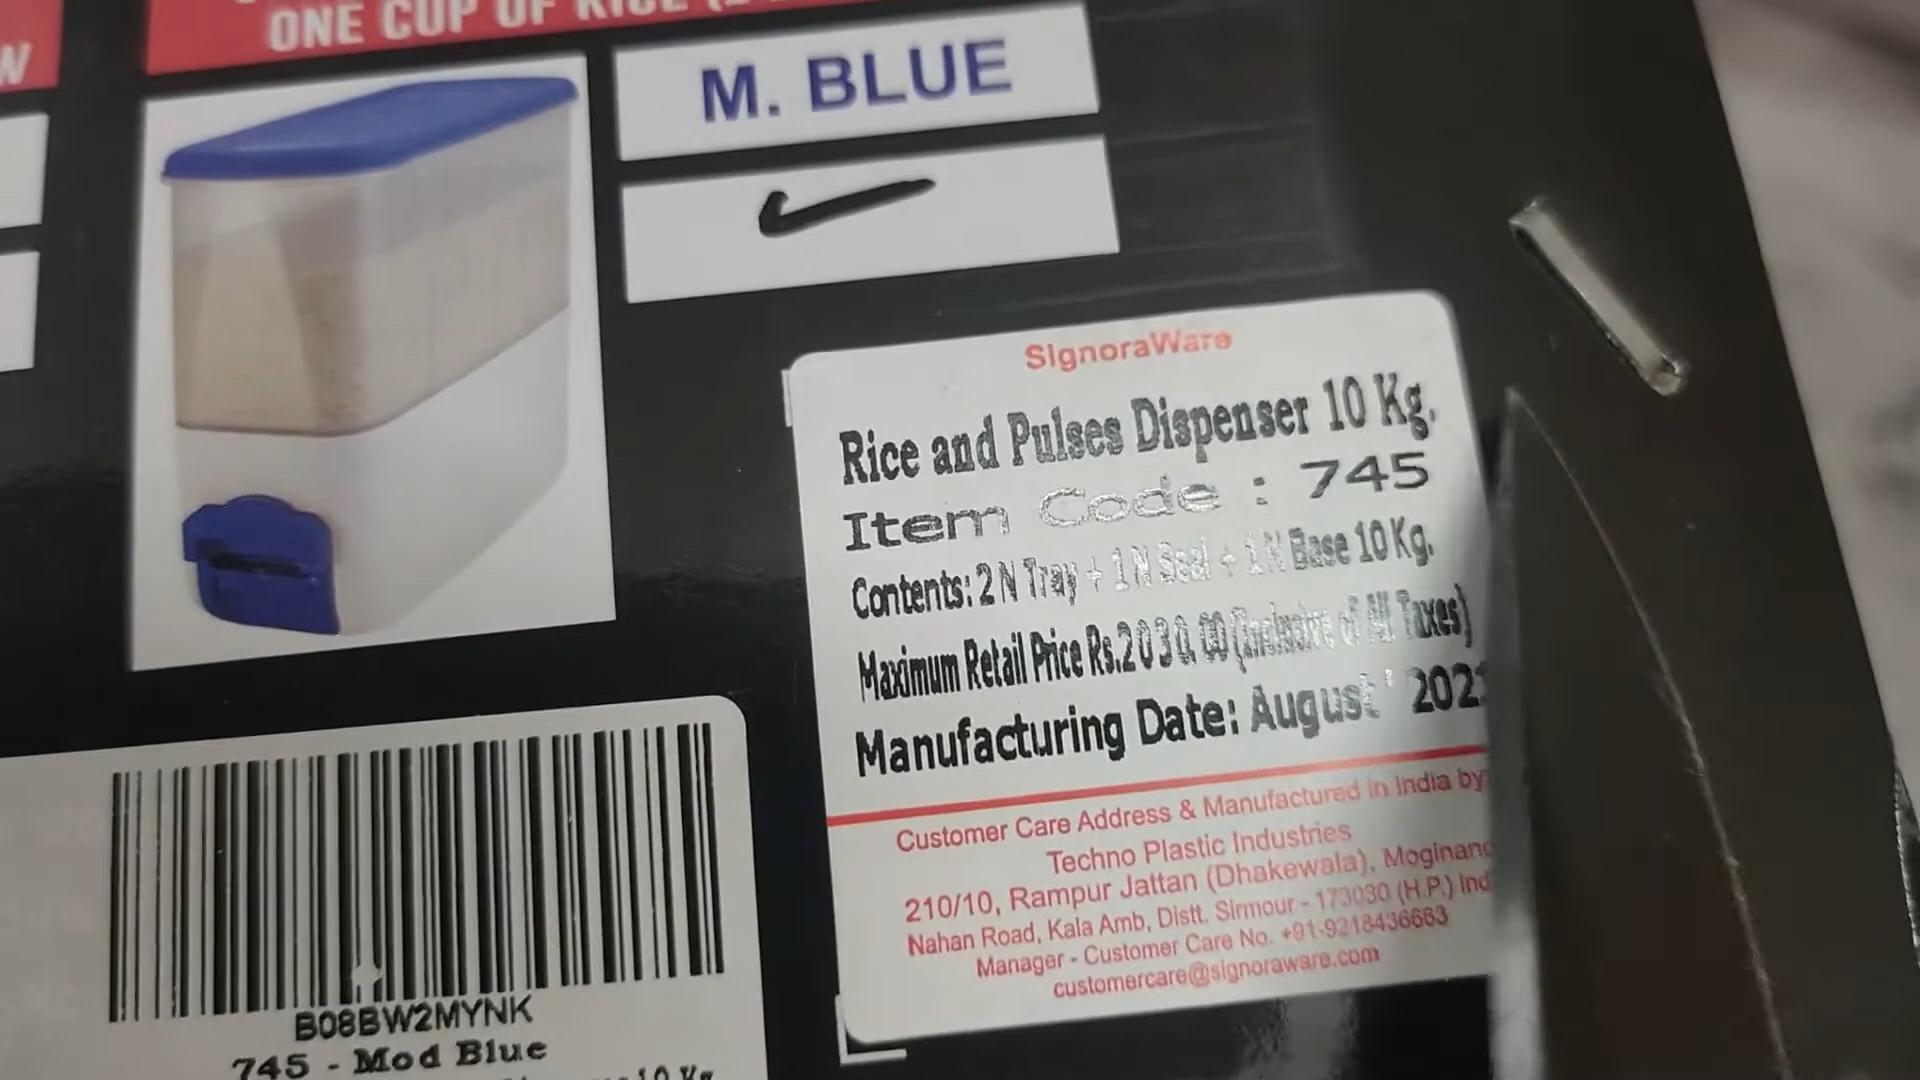 ONE CUP OF RICE
W
M. BLUE
SignoraWare
Rice and Pulses Dispenser 10 Kg.
Item Code : 745
Contents: 2 N Tray + 1 N Seal + 1 N Base 10 Kg.
Maximum Retail Price Rs.2030.00 (Inclusive of All Taxes)
Manufacturing Date: August ' 202
Customer Care Address & Manufactured in India by
Techno Plastic Industries
210/10, Rampur Jattan (Dhakewala), Moginand
Nahan Road, Kala Amb, Distt. Sirmour - 173030 (H.P.) Ind
Manager - Customer Care No. +91-9218436663
customercare@signoraware.com
B08BW2MYNK
745 - Mod Blue
10 Kg